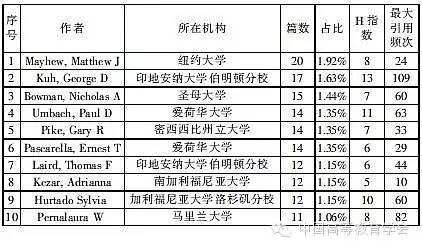 序号 作者 所在机构 篇数 占比 H指数 最大引用频次
1 Mayhew, Matthew J 纽约大学 20 1.92% 8 24
2 Kuh, George D 印地安纳大学伯明顿分校 17 1.63% 13 109
3 Bowman, Nicholas A 圣母大学 15 1.44% 7 60
4 Umbach, Paul D 爱荷华大学 14 1.35% 11 63
5 Pike, Gary R 密西西比州立大学 14 1.35% 7 33
6 Pascarella, Ernest T 爱荷华大学 14 1.35% 6 29
7 Laird, Thomas F 印地安纳大学伯明顿分校 12 1.15% 6 44
8 Kezar, Adrianna 南加利福尼亚大学 12 1.15% 5 10
9 Hurtado Sylvia 加利福尼亚大学洛杉矶分校 12 1.15% 10 60
10 Pernalaura W 马里兰大学 11 1.06% 8 82
中国高等教育学会